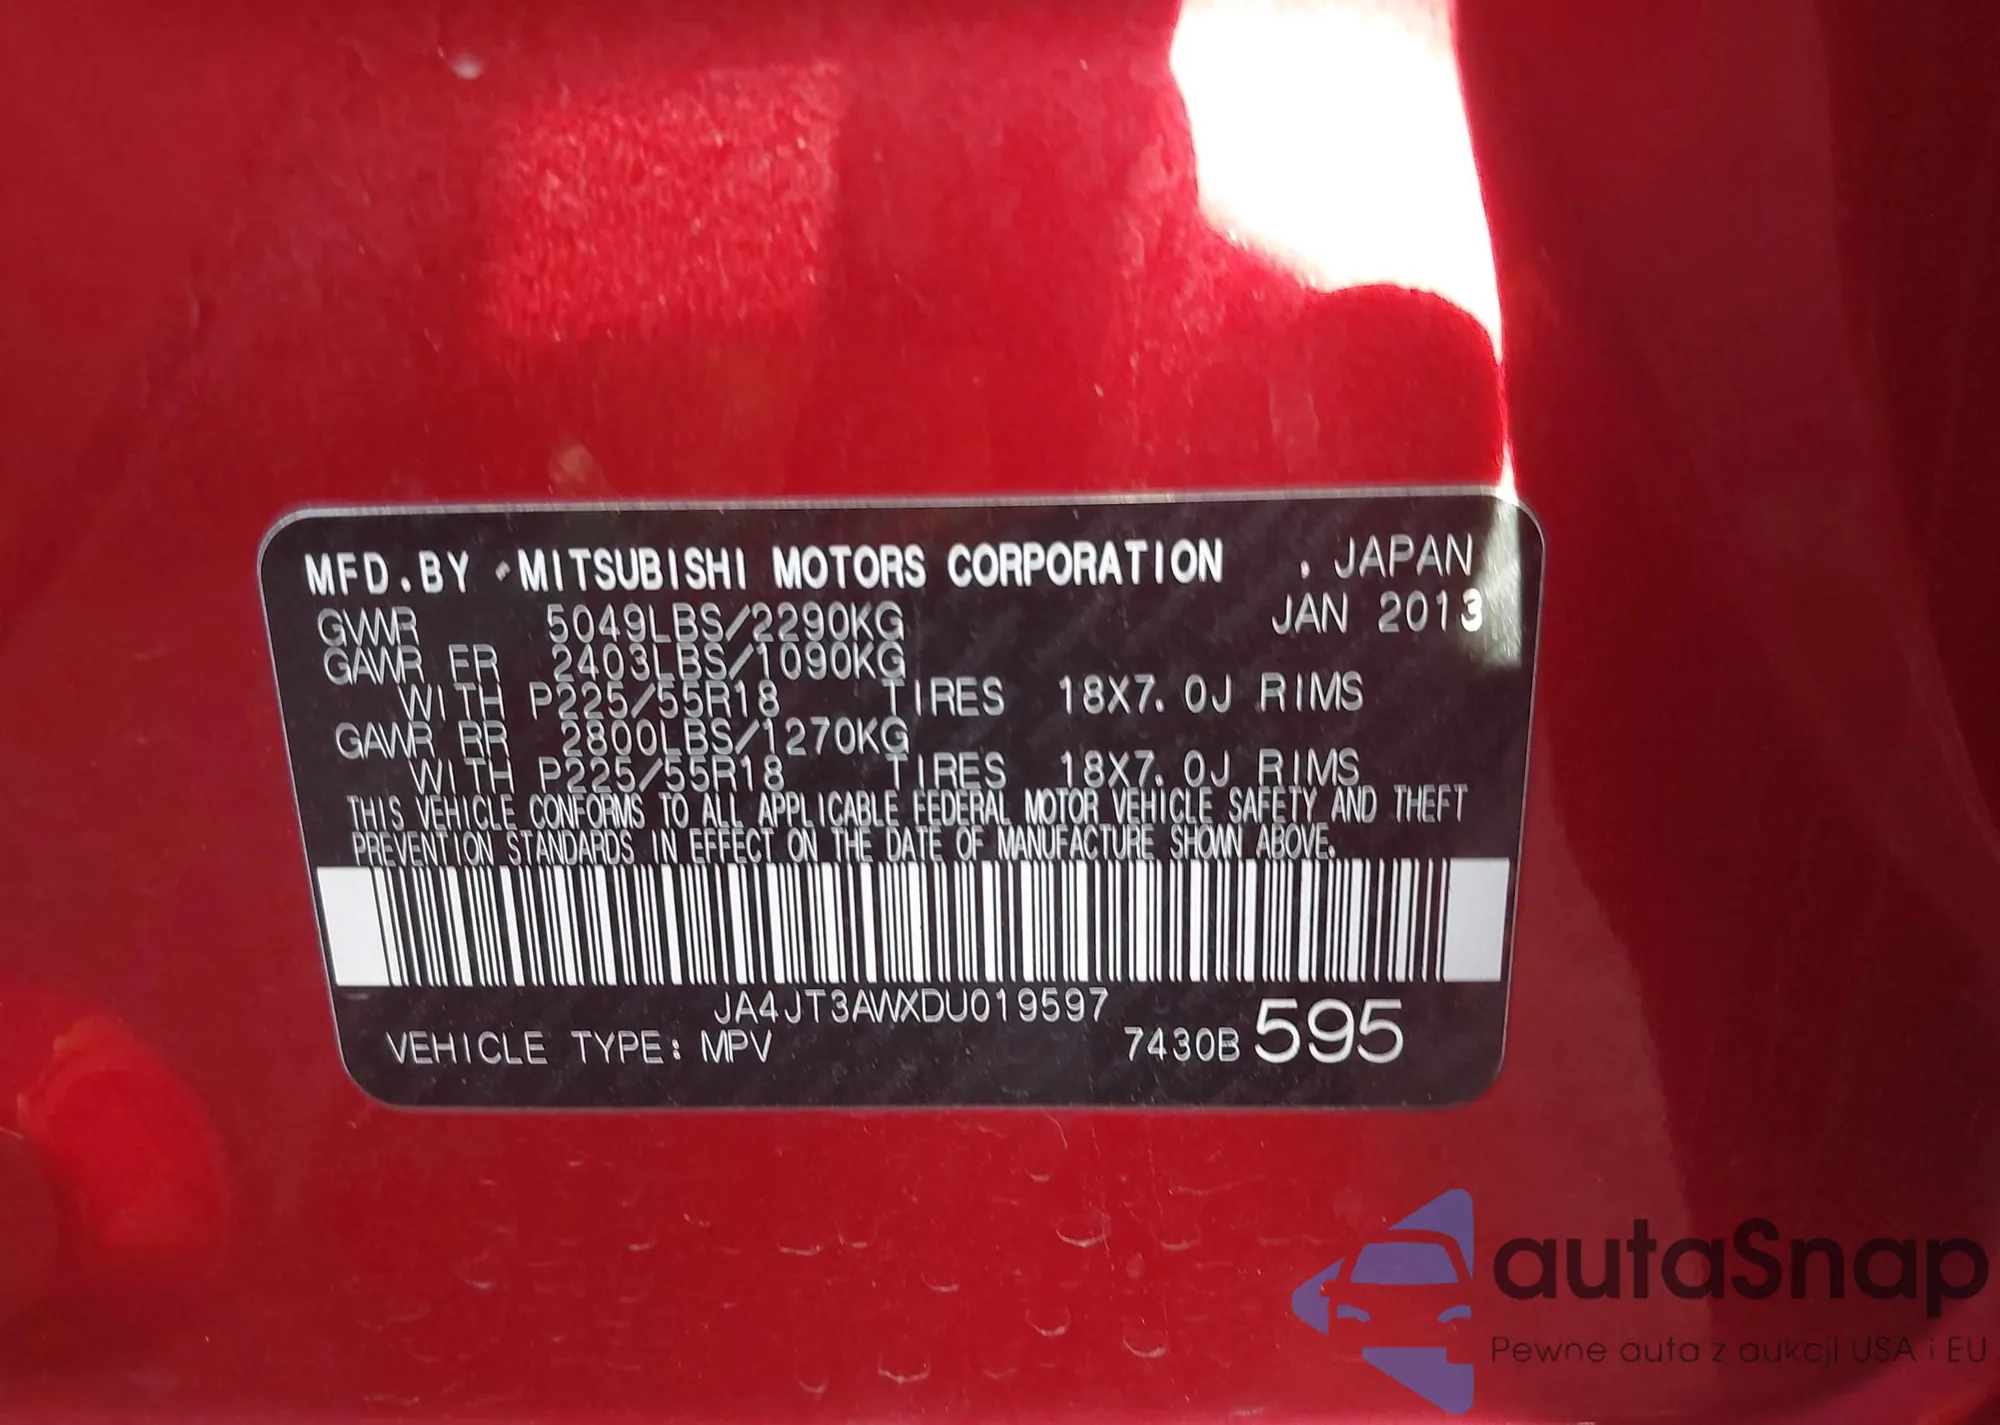 MFD.BY MITSUBISHI MOTORS CORPORATION . JAPAN
GVWR 5049LBS/2290KG JAN 2013
GAWR FR 2403LBS/1090KG
WITH P225/55R18 TIRES 18X7.0J RIMS
GAWR RR 2800LBS/1270KG
WITH P225/55R18 TIRES 18X7.0J RIMS
THIS VEHICLE CONFORMS TO ALL APPLICABLE FEDERAL MOTOR VEHICLE SAFETY AND THEFT
PREVENTION STANDARDS IN EFFECT ON THE DATE OF MANUFACTURE SHOWN ABOVE.
JA4JT3AWXDU019597
VEHICLE TYPE: MPV 7430B 595
autaSnap
Pewne auta z aukcji USA i EU